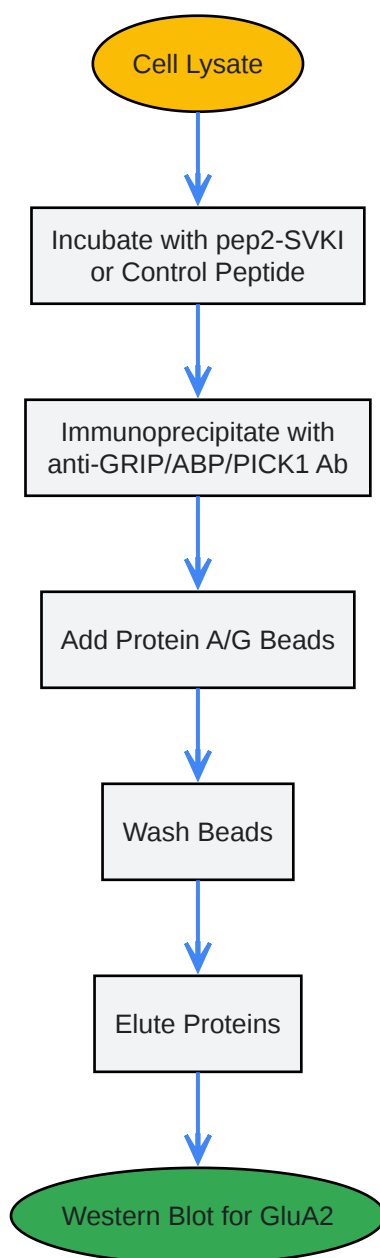 Cell Lysate
Incubate with pep2-SVKI
or Control Peptide
Immunoprecipitate with
anti-GRIP/ABP/PICK1 Ab
Add Protein A/G Beads
Wash Beads
Elute Proteins
Western Blot for GluA2